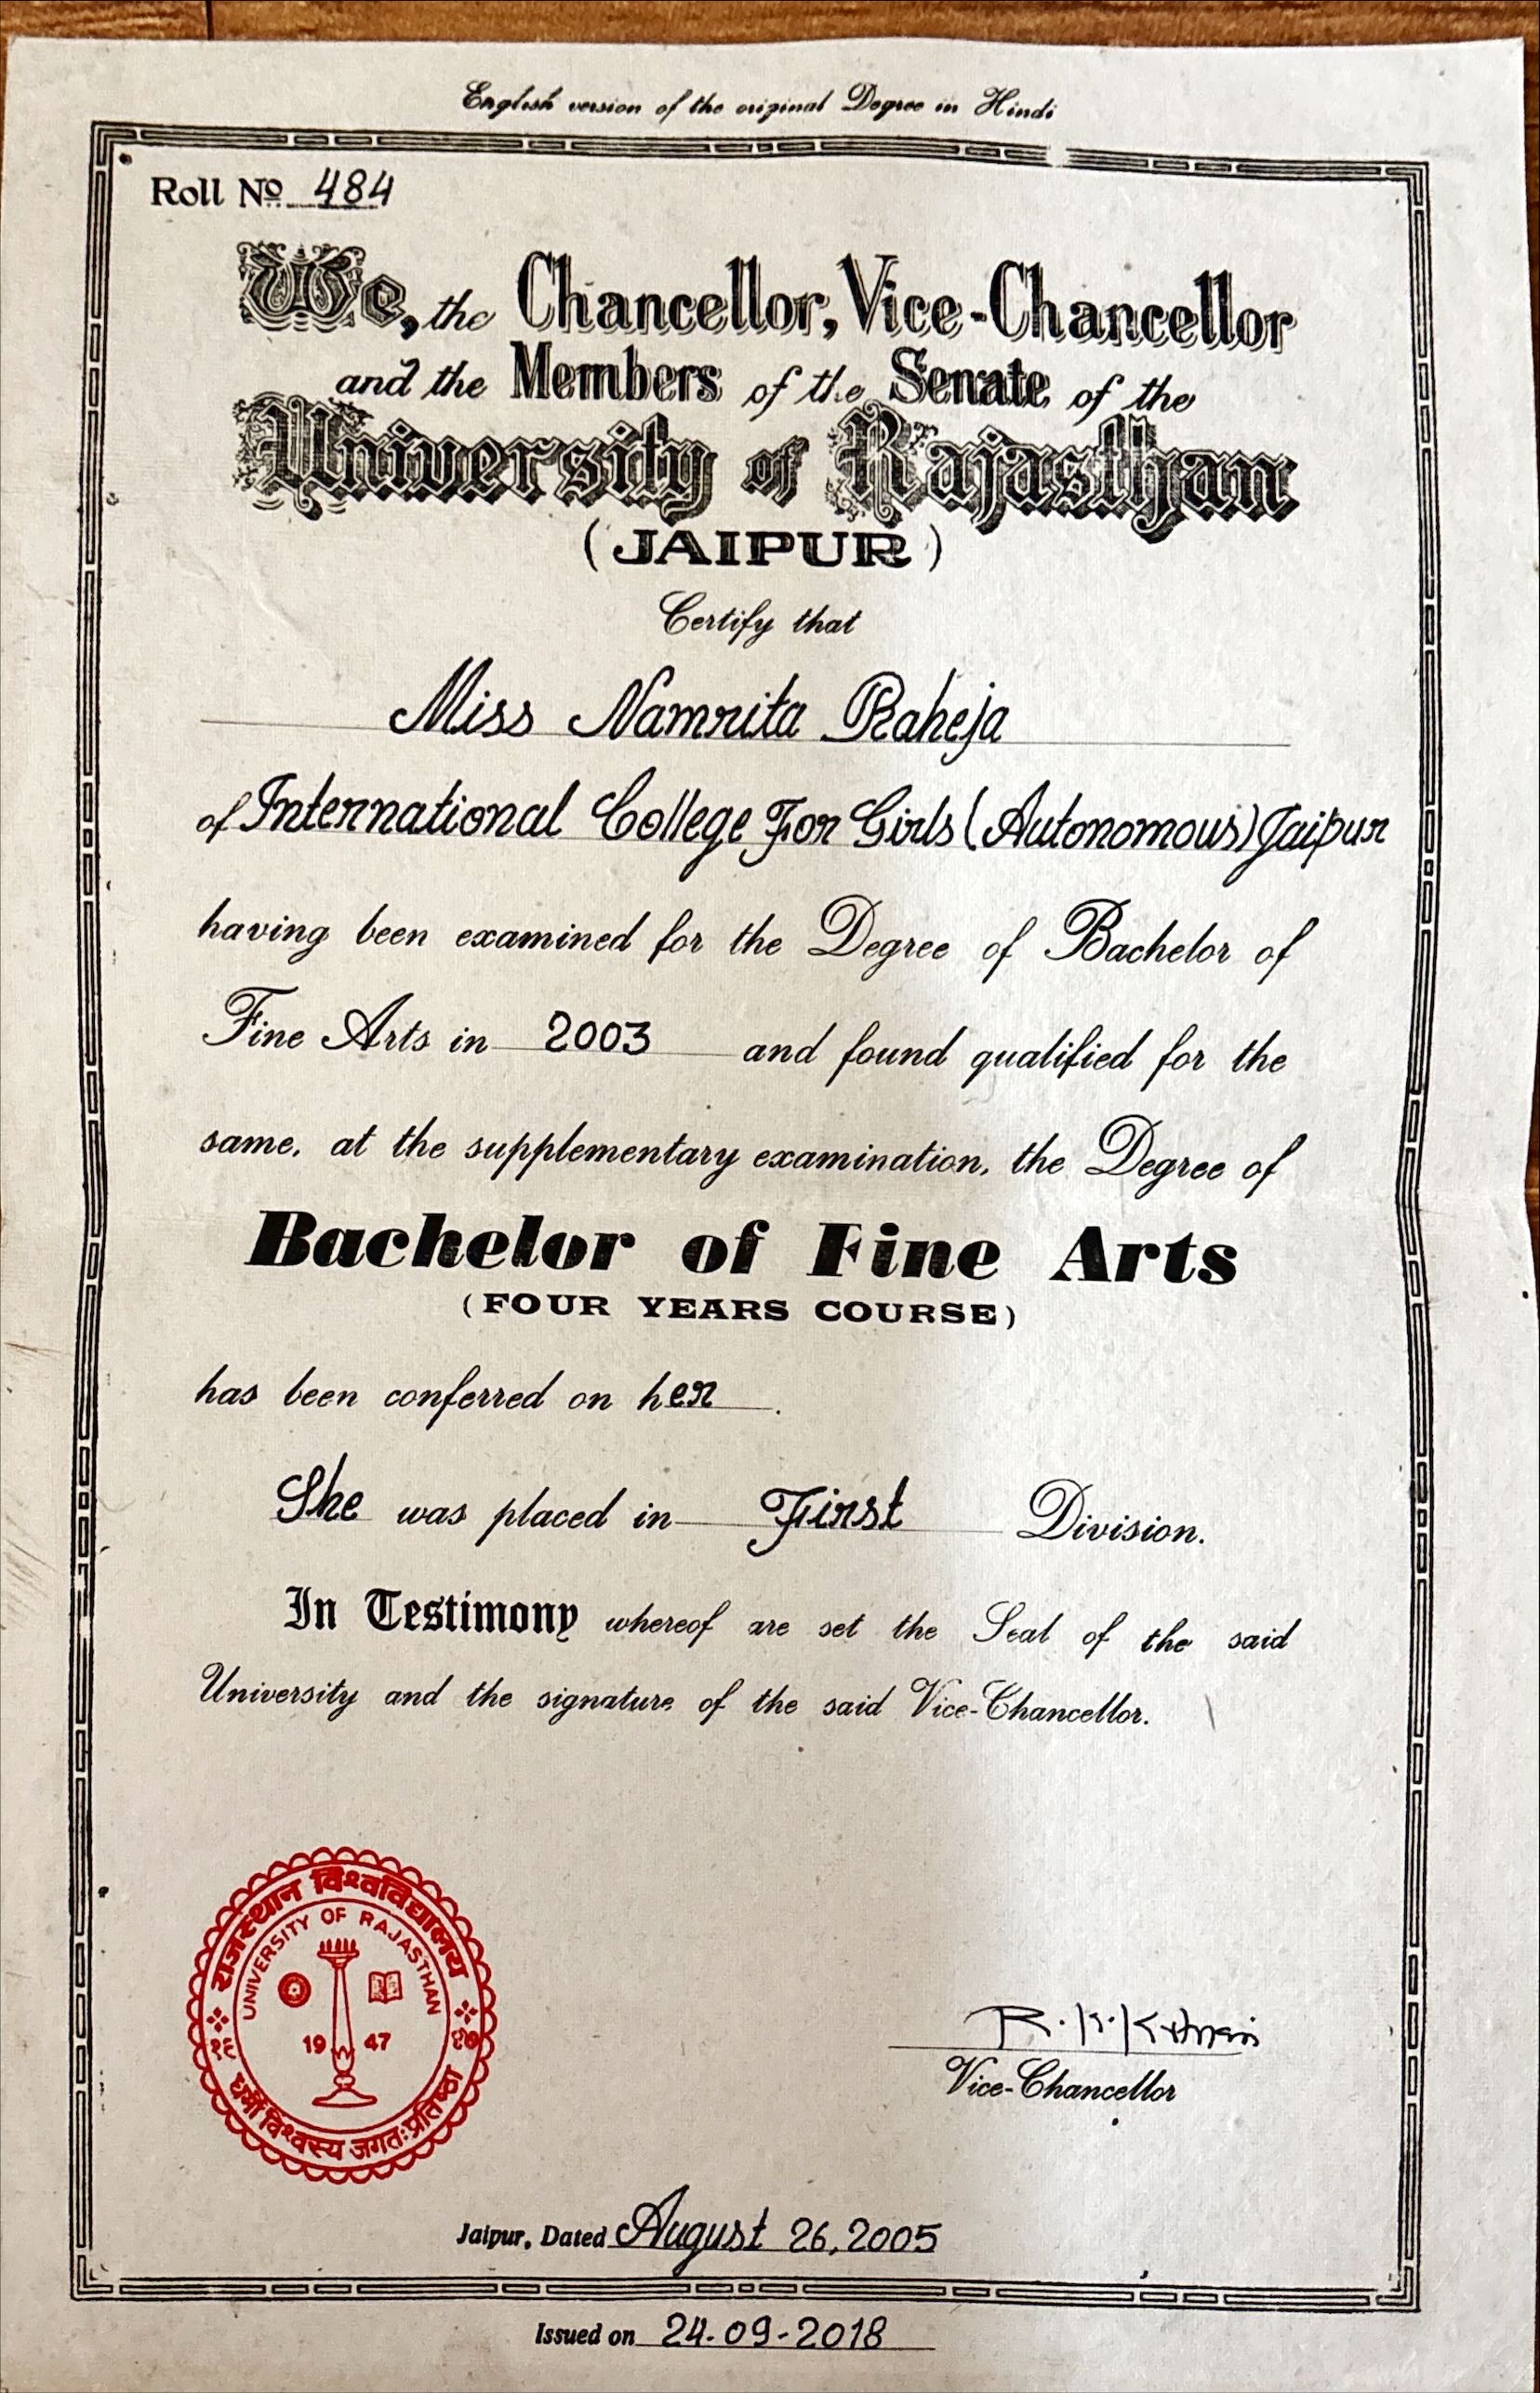 English version of the original Degree in Hindi
Roll No. 484
We, the Chancellor, Vice-Chancellor
and the Members of the Senate of the
University of Rajasthan
(JAIPUR)
Certify that
Miss Namrita Raheja
of International College For Girls (Autonomous) Jaipur
having been examined for the Degree of Bachelor of
Fine Arts in 2003 and found qualified for the
same, at the supplementary examination, the Degree of
Bachelor of Fine Arts
(FOUR YEARS COURSE)
has been conferred on her.
She was placed in First Division.
In Testimony whereof are set the Seal of the said
University and the signature of the said Vice-Chancellor.
राजस्थान विश्वविद्यालय
UNIVERSITY OF RAJASTHAN
1947
१९ ४७
धर्मो विश्वस्य जगतः प्रतिष्ठा
Vice-Chancellor
Jaipur, Dated August 26, 2005
Issued on 24-09-2018